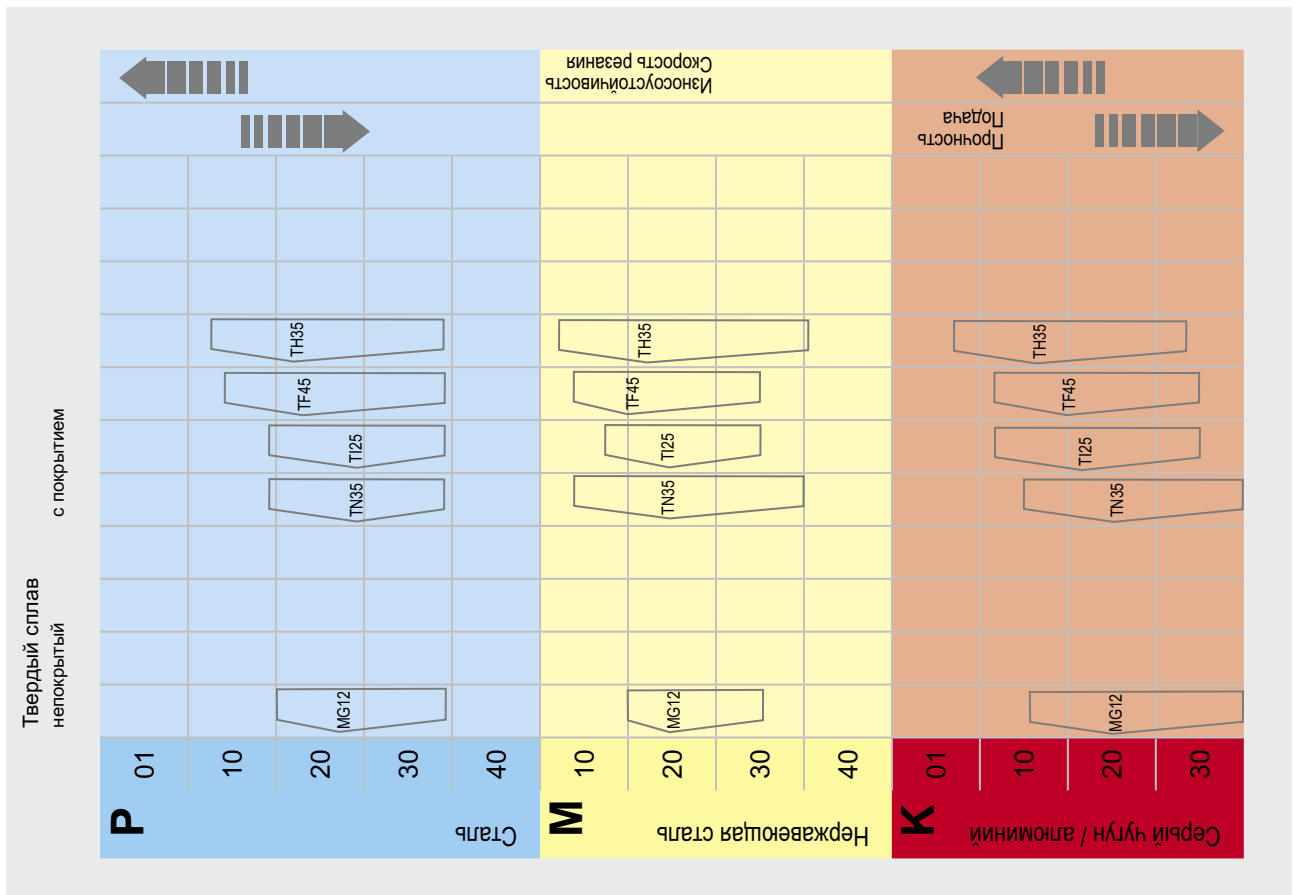 Твердый сплав
непокрытый
с покрытием
Износоустойчивость
Скорость резания
Прочность
Подача
TH35
TH35
TH35
TF45
TF45
TF45
TI25
TI25
TI25
TN35
TN35
TN35
MG12
MG12
MG12
01
10
20
30
40
10
20
30
40
01
10
20
30
P
Сталь
M
Нержавеющая сталь
K
Серый чугун / алюминий